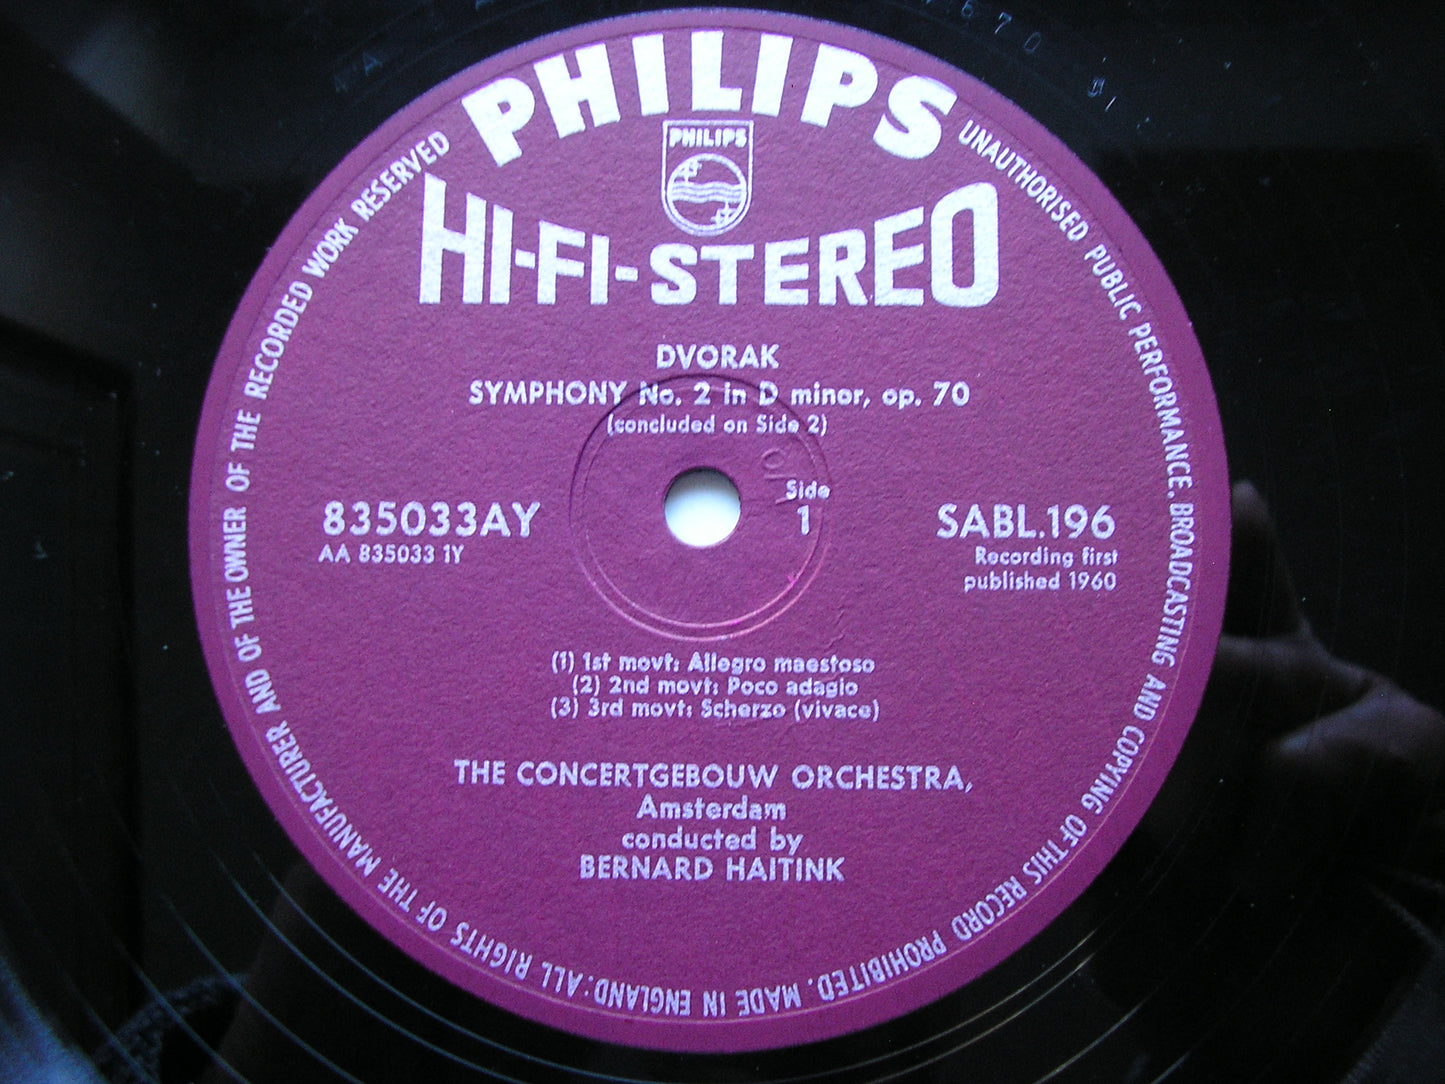 PHILIPS
PHILIPS
HI-FI-STEREO
DVORAK
SYMPHONY No. 2 in D minor, op. 70
(concluded on Side 2)
Side
1
835033AY
AA 835033 1Y
SABL.196
Recording first
published 1960
(1) 1st movt: Allegro maestoso
(2) 2nd movt: Poco adagio
(3) 3rd movt: Scherzo (vivace)
THE CONCERTGEBOUW ORCHESTRA,
Amsterdam
conducted by
BERNARD HAITINK
ALL RIGHTS OF THE MANUFACTURER AND OF THE OWNER OF THE RECORDED WORK RESERVED
UNAUTHORISED PUBLIC PERFORMANCE, BROADCASTING AND COPYING OF THIS RECORD PROHIBITED. MADE IN ENGLAND: